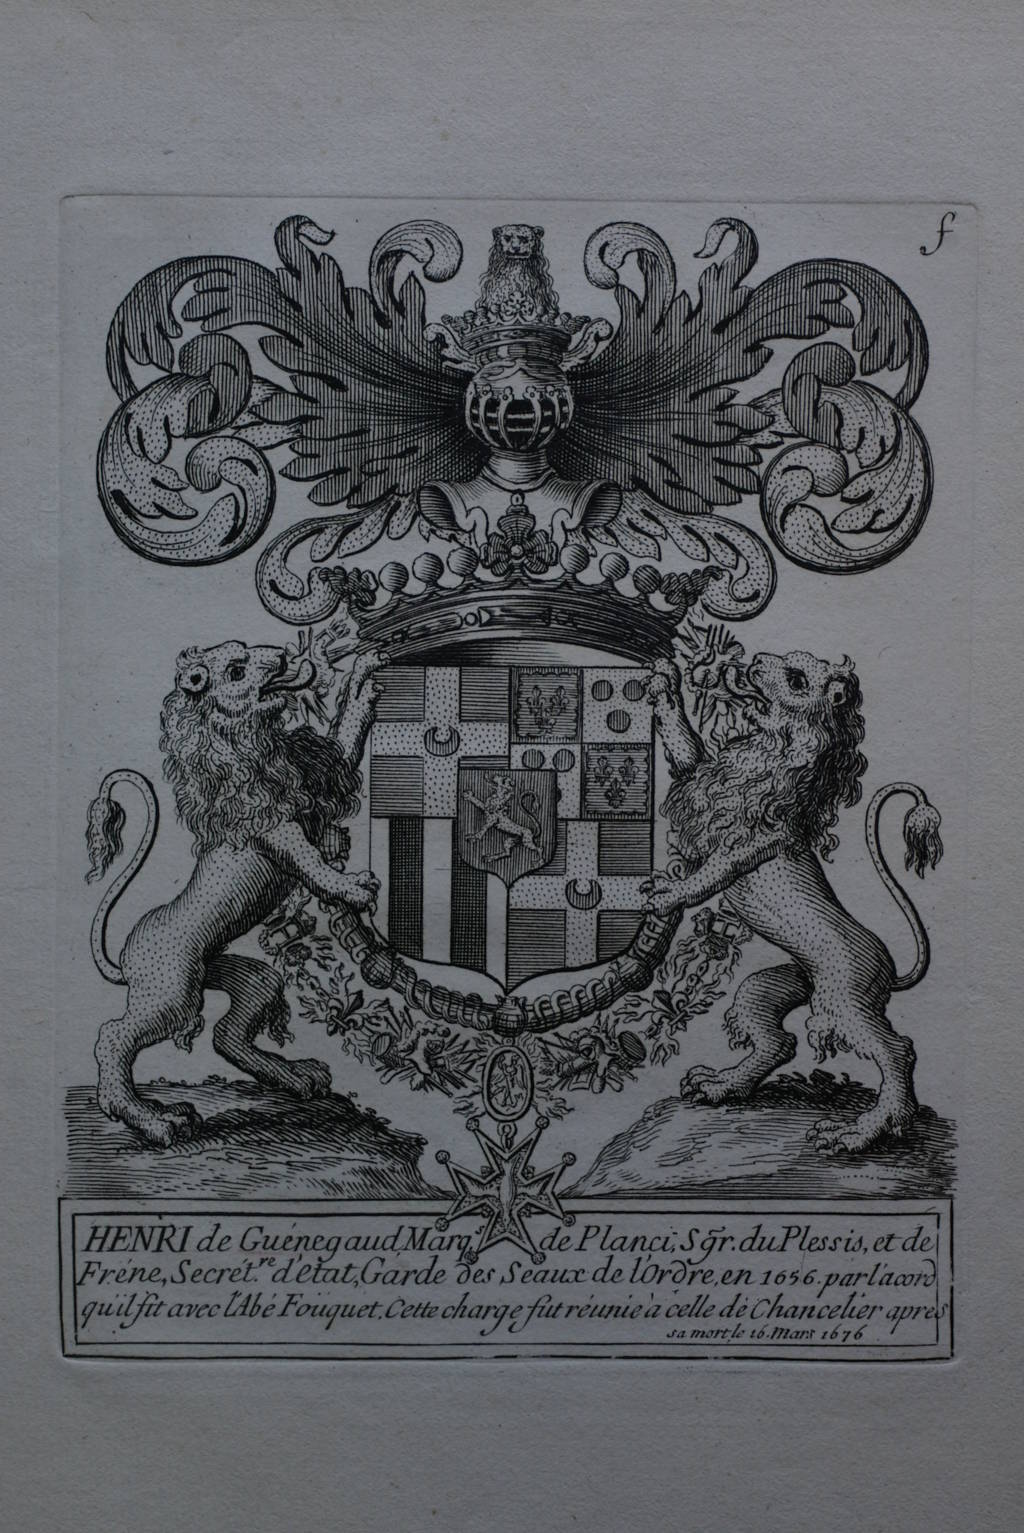 f
HENRI de Guénegaud, Marq.s de Planci, Sgr. du Plessis, et de
Fréne, Secrét.re d'état, Garde des Seaux de l'Ordre, en 1656. par l'acord
qu'il fit avec l'Abé Foüquet. Cette charge fut réunie à celle de Chancelier apres
sa mort le 16. Mars 1676